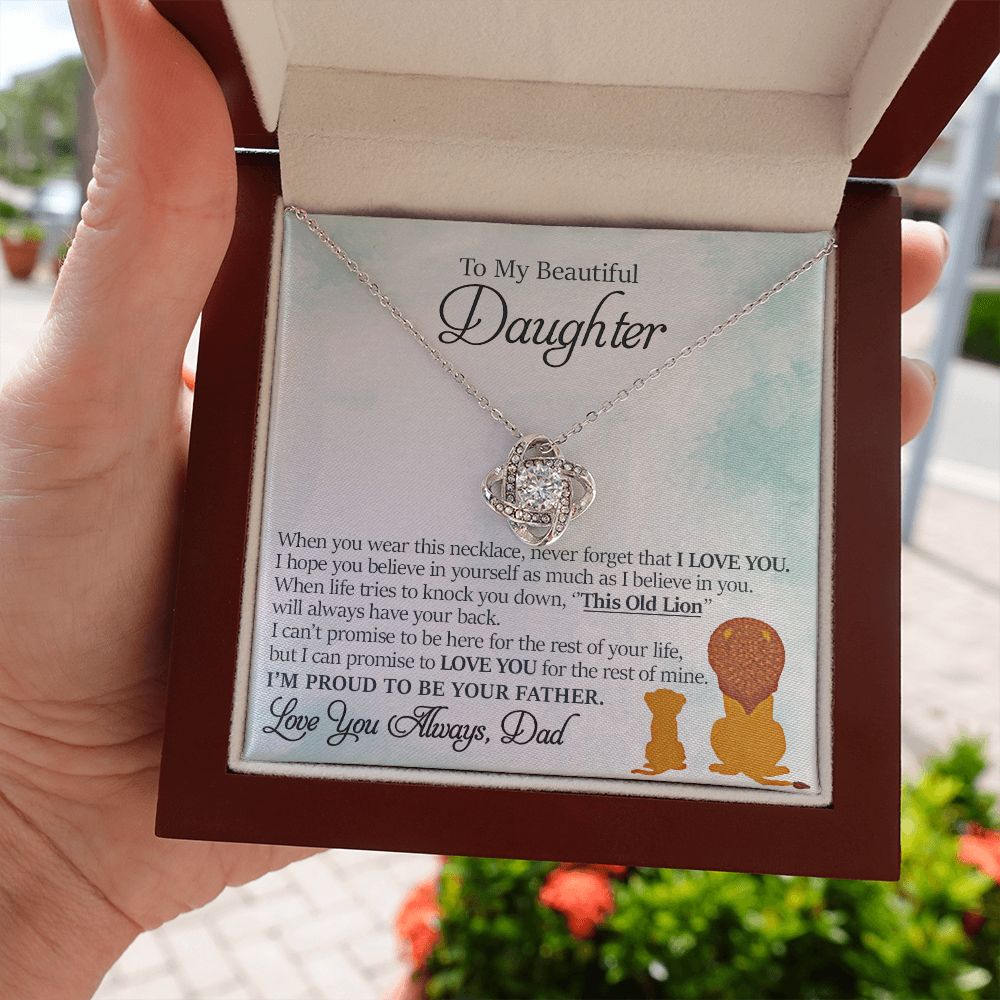 To My Beautiful
Daughter
When you wear this necklace, never forget that I LOVE YOU.
I hope you believe in yourself as much as I believe in you.
When life tries to knock you down, “This Old Lion”
will always have your back.
I can’t promise to be here for the rest of your life,
but I can promise to LOVE YOU for the rest of mine.
I’M PROUD TO BE YOUR FATHER.
Love You Always, Dad